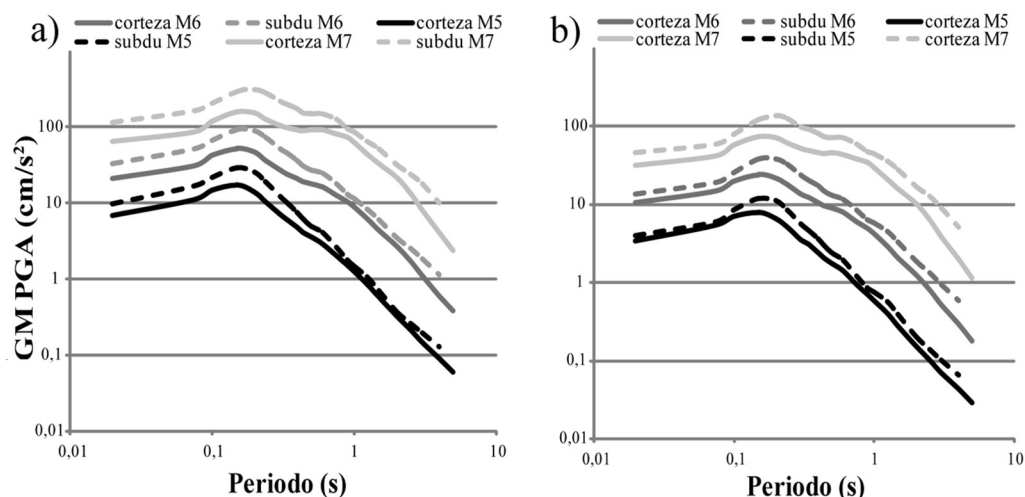 a)
corteza M6 subdu M6 corteza M5
subdu M5 corteza M7 subdu M7
GM PGA (cm/s²)
100
10
1
0,1
0,01
0,01 0,1 1 10
Periodo (s)
b)
corteza M6 subdu M6 corteza M5
corteza M7 subdu M5 corteza M7
100
10
1
0,1
0,01
0,01 0,1 1 10
Periodo (s)